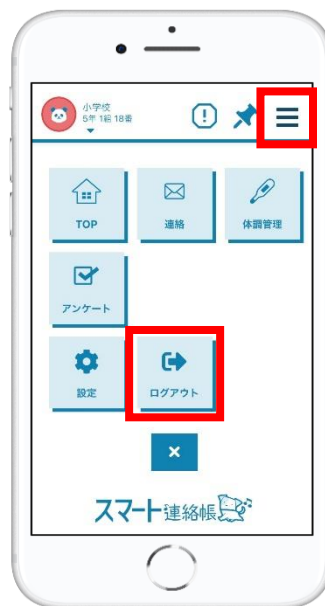 小学校
5年 1組 18番
TOP
連絡
体調管理
アンケート
設定
ログアウト
スマート連絡帳